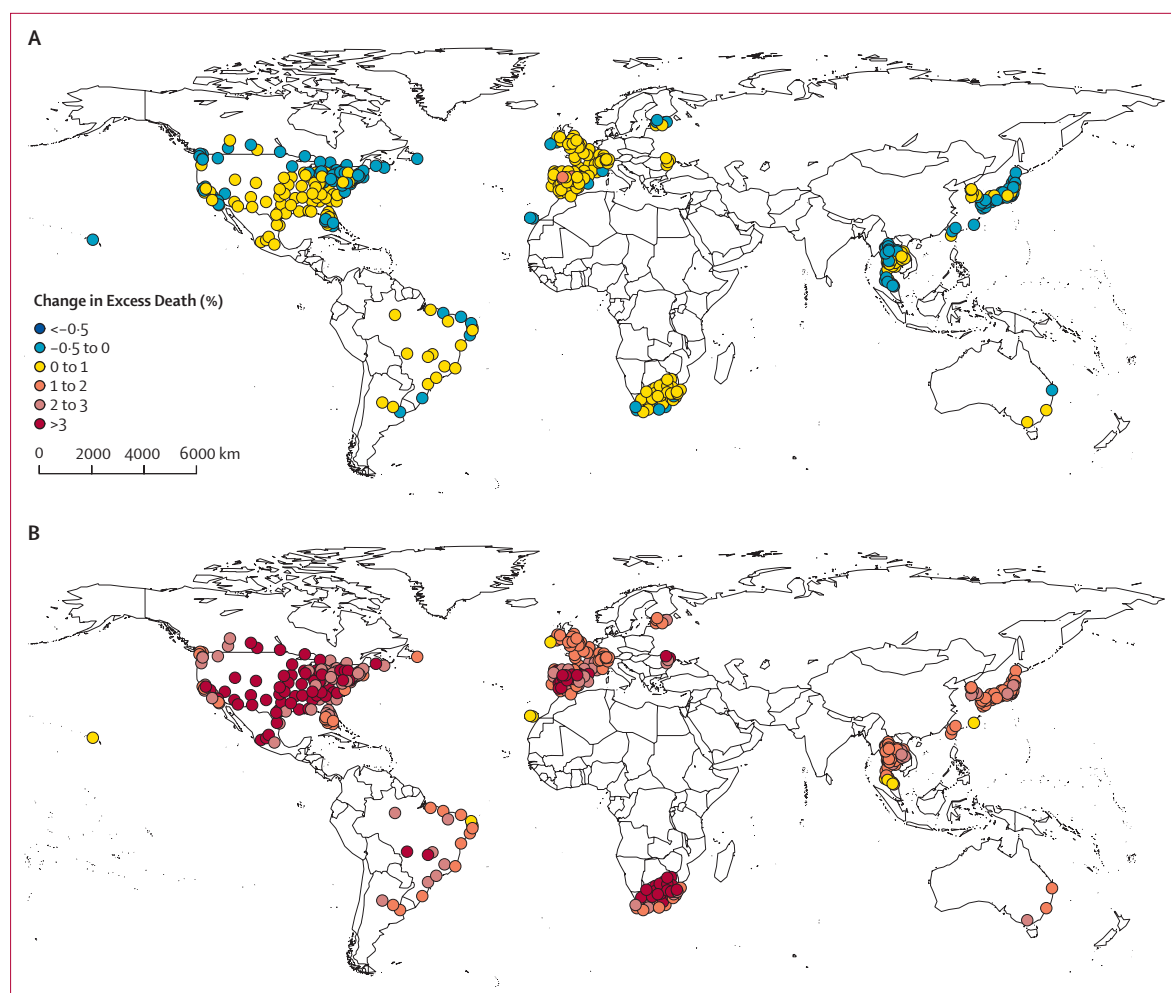 A
Change in Excess Death (%)
<–0·5
–0·5 to 0
0 to 1
1 to 2
2 to 3
>3
0 2000 4000 6000 km
B